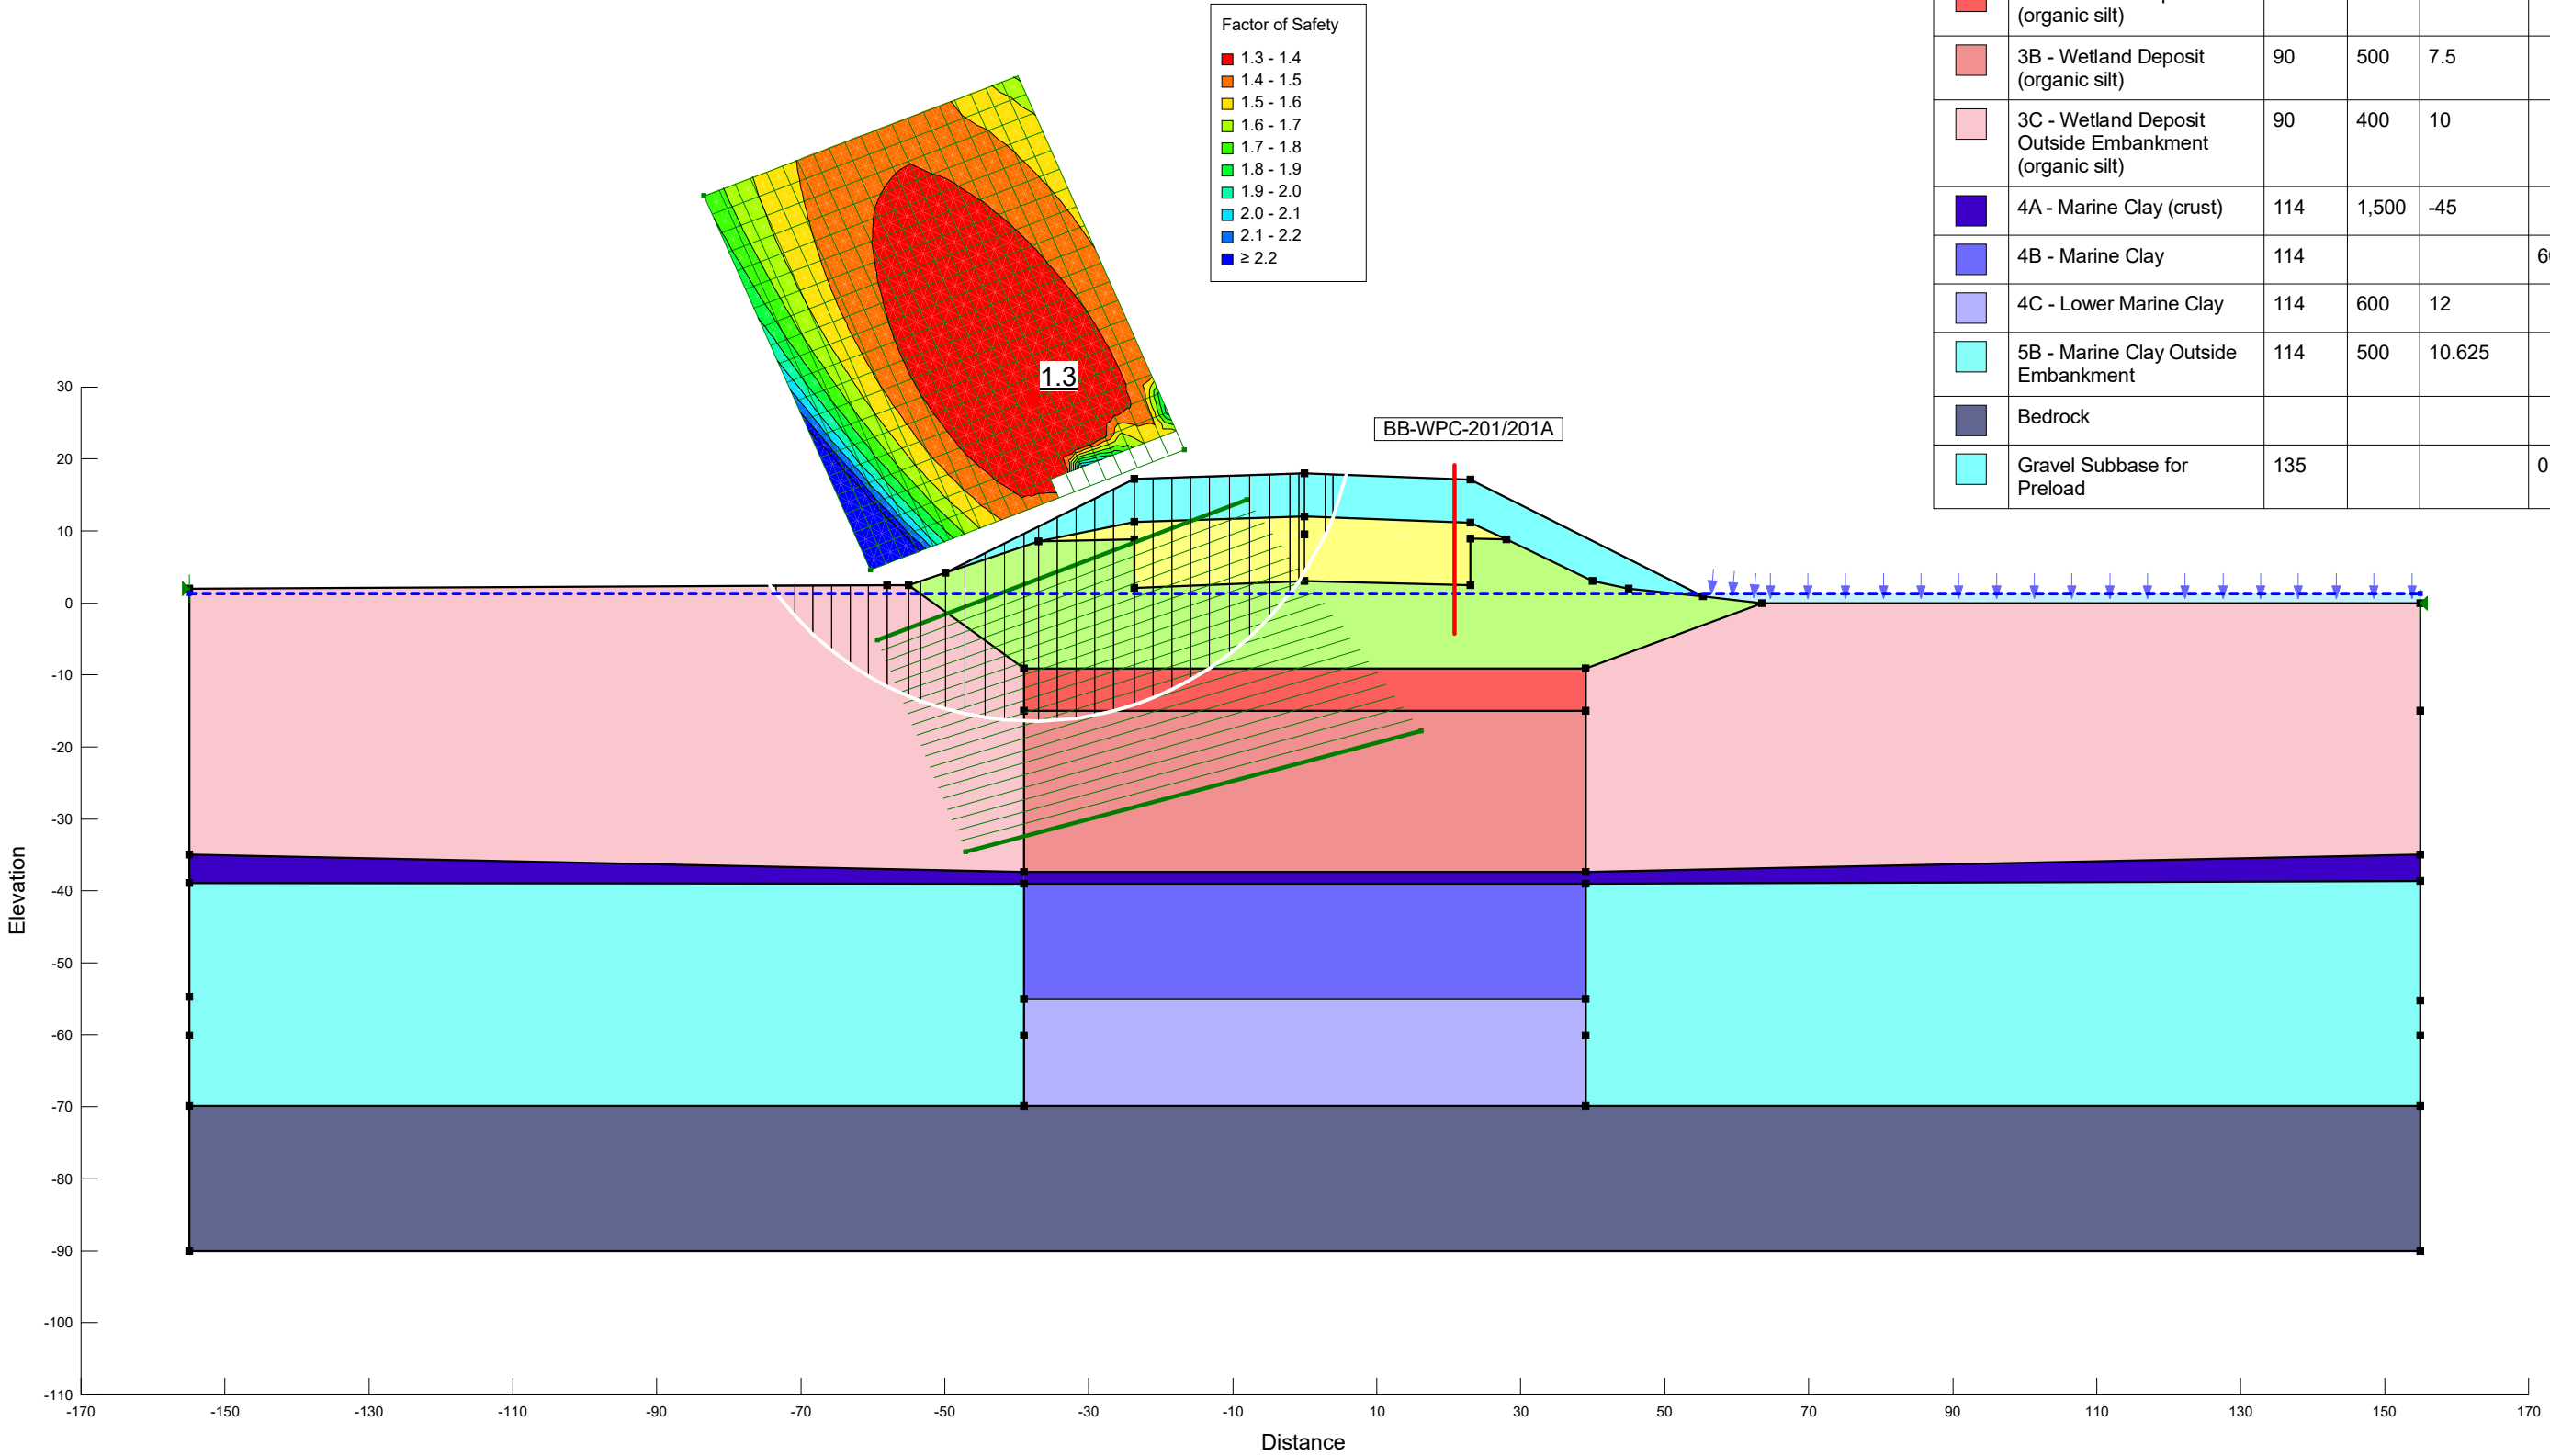 Factor of Safety
1.3 - 1.4
1.4 - 1.5
1.5 - 1.6
1.6 - 1.7
1.7 - 1.8
1.8 - 1.9
1.9 - 2.0
2.0 - 2.1
2.1 - 2.2
≥ 2.2
(organic silt)
3B - Wetland Deposit 90 500 7.5
(organic silt)
3C - Wetland Deposit 90 400 10
Outside Embankment
(organic silt)
4A - Marine Clay (crust) 114 1,500 -45
4B - Marine Clay 114
4C - Lower Marine Clay 114 600 12
5B - Marine Clay Outside 114 500 10.625
Embankment
Bedrock
Gravel Subbase for 135 0
Preload
1.3
BB-WPC-201/201A
30
20
10
0
-10
-20
-30
-40
-50
-60
-70
-80
-90
-100
-110
Elevation
-170 -150 -130 -110 -90 -70 -50 -30 -10 10 30 50 70 90 110 130 150 170
Distance